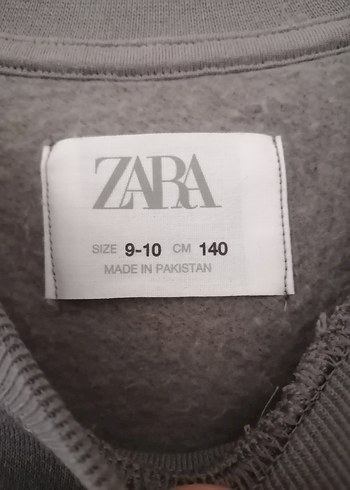 ZARA
SIZE 9-10 CM 140
MADE IN PAKISTAN